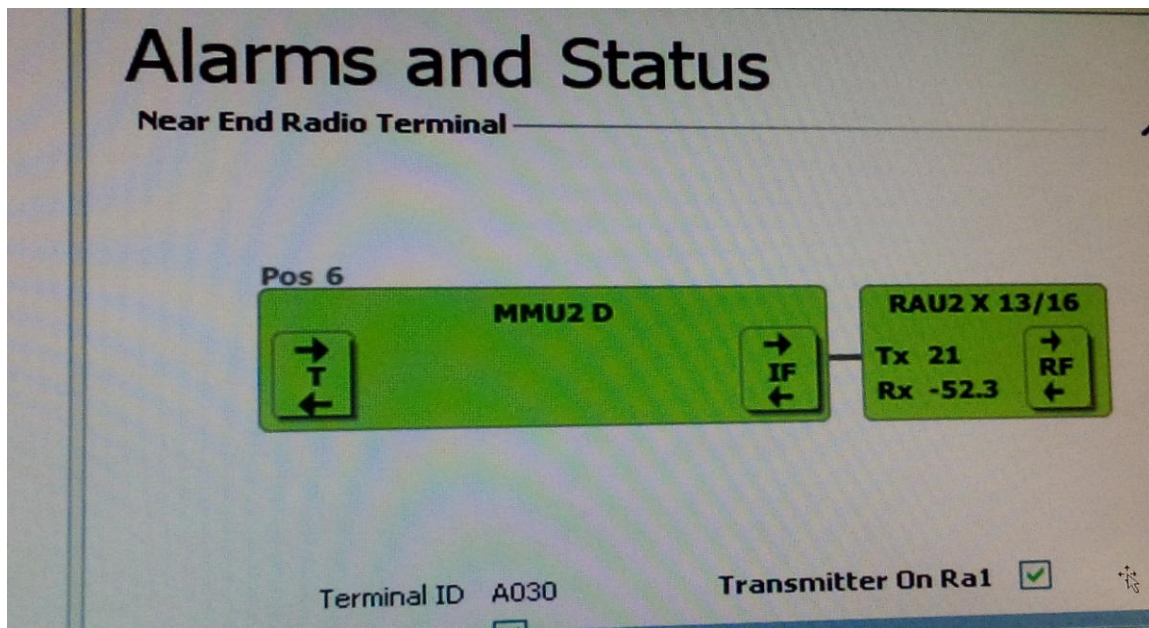 Alarms and Status
Near End Radio Terminal
Pos 6
MMU2 D
RAU2 X 13/16
T
IF
Tx 21
Rx -52.3
RF
Terminal ID A030
Transmitter On Ra1